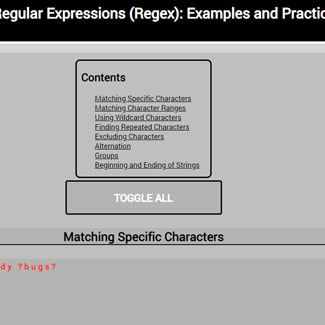 Regular Expressions (Regex): Examples and Practic
Contents
Matching Specific Characters
Matching Character Ranges
Using Wildcard Characters
Finding Repeated Characters
Excluding Characters
Alternation
Groups
Beginning and Ending of Strings
TOGGLE ALL
Matching Specific Characters
dy ?bugs?